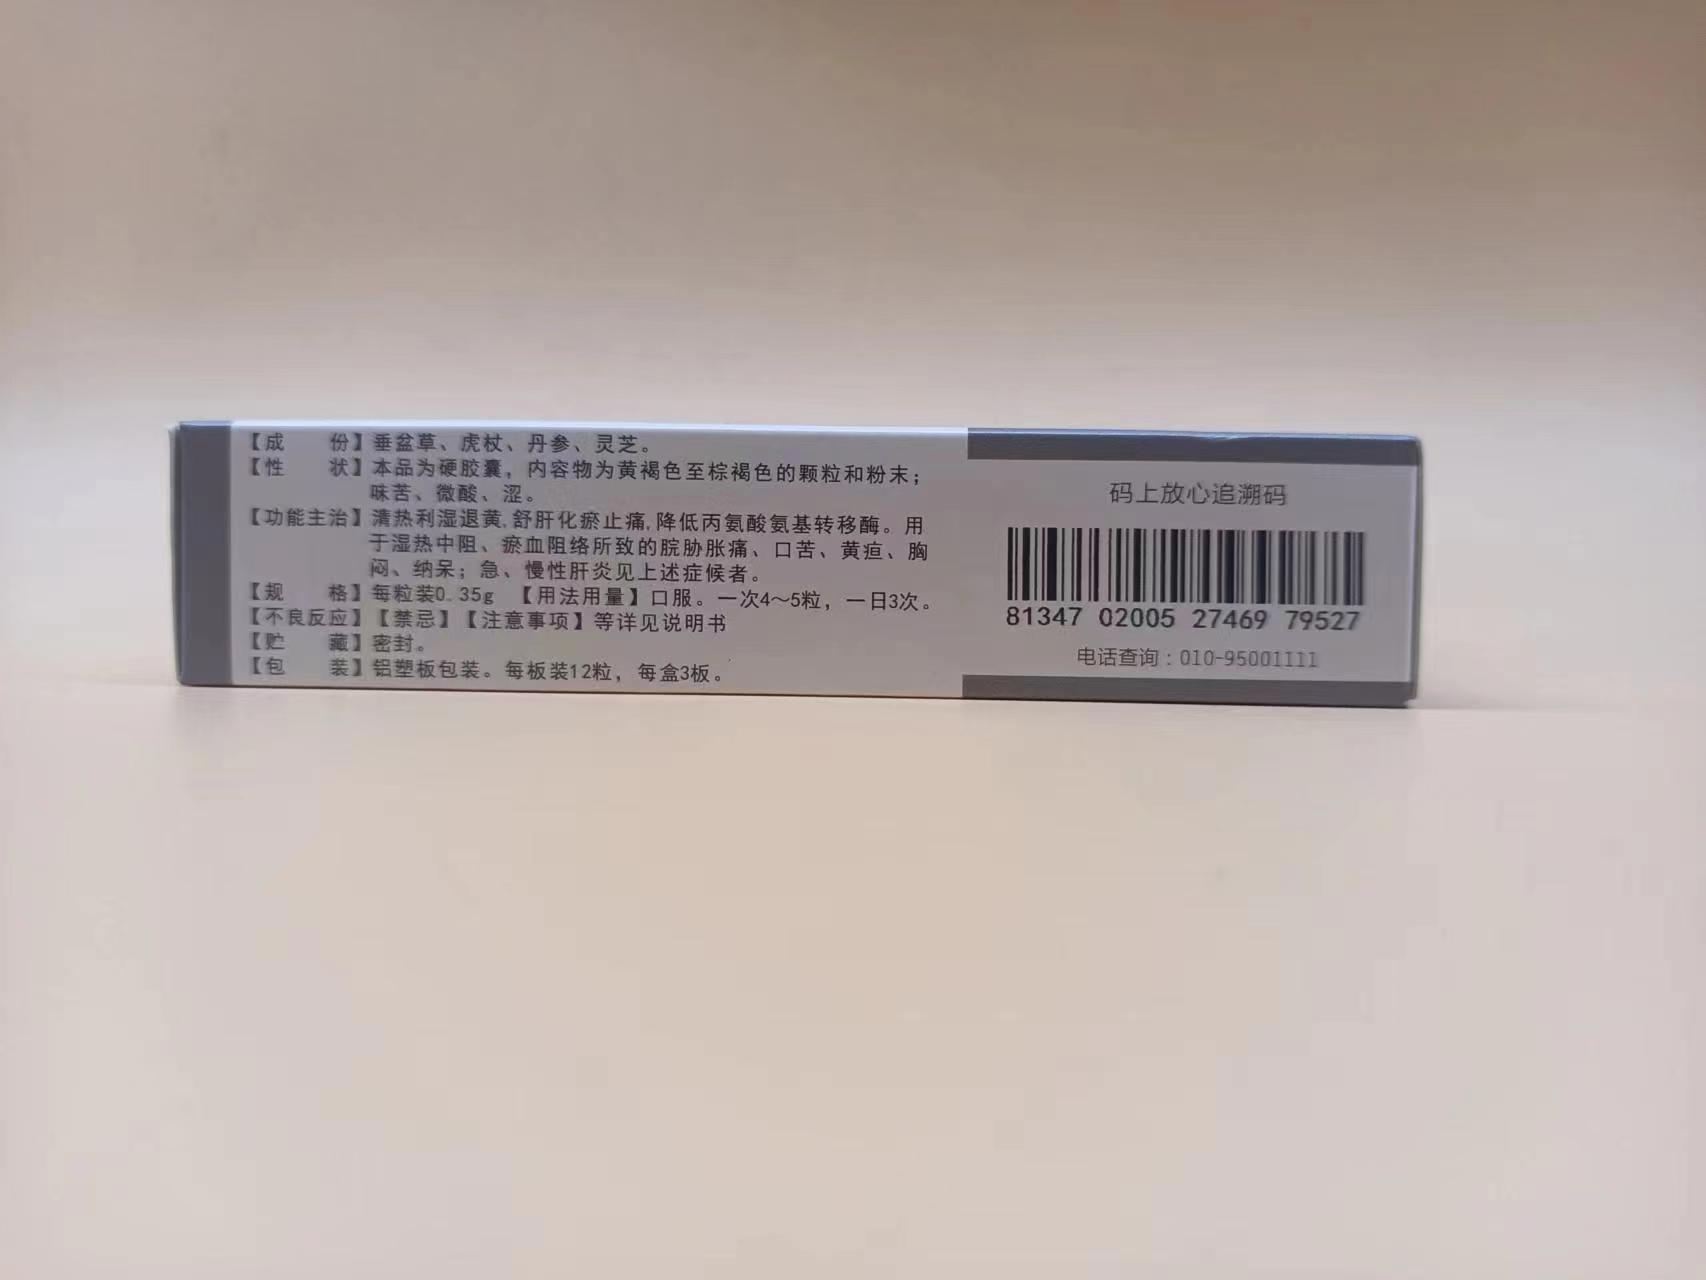 【成　　份】垂盆草、虎杖、丹参、灵芝。
【性　　状】本品为硬胶囊，内容物为黄褐色至棕褐色的颗粒和粉末；
味苦、微酸、涩。
【功能主治】清热利湿退黄,舒肝化瘀止痛,降低丙氨酸氨基转移酶。用
于湿热中阻、瘀血阻络所致的脘胁胀痛、口苦、黄疸、胸
闷、纳呆；急、慢性肝炎见上述症候者。
【规　　格】每粒装0.35g 【用法用量】口服。一次4～5粒，一日3次。
【不良反应】【禁忌】【注意事项】等详见说明书
【贮　　藏】密封。
【包　　装】铝塑板包装。每板装12粒，每盒3板。
码上放心追溯码
81347 02005 27469 79527
电话查询：010-95001111